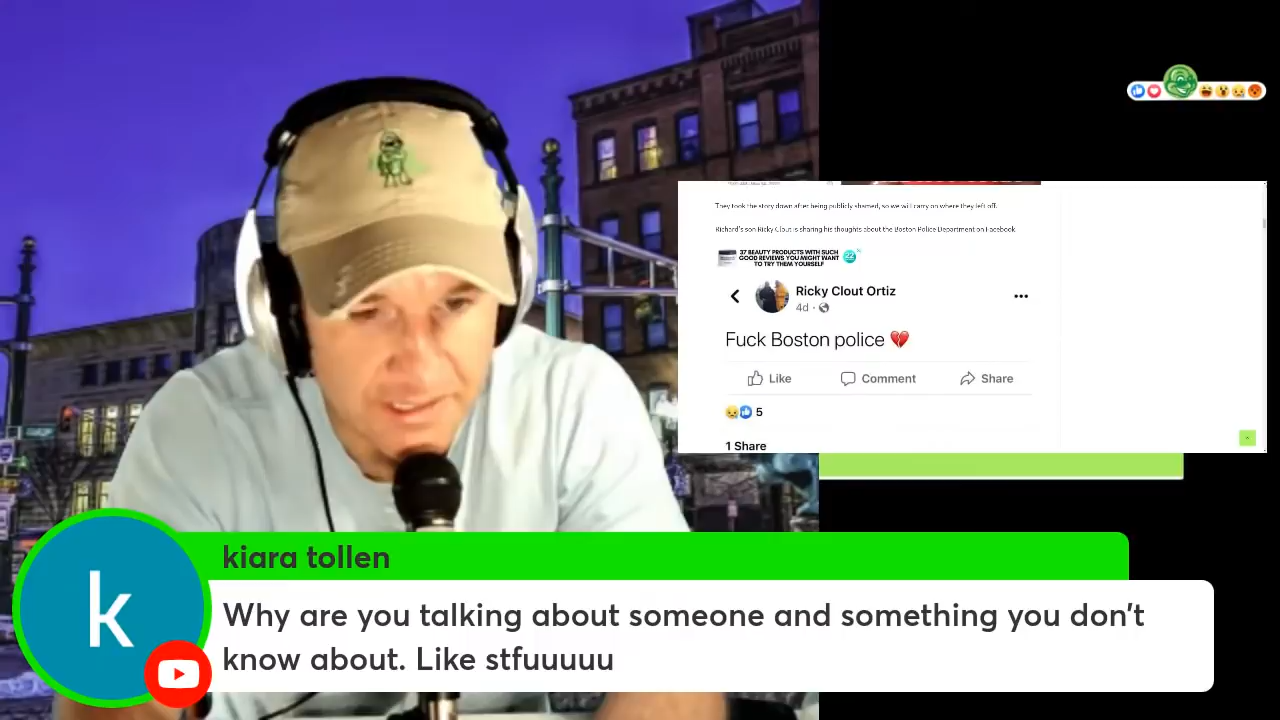 They took the story down after being publicly shamed, so we will carry on where they left off.
Richard's son Ricky Clout is sharing his thoughts about the Boston Police Department on Facebook.
37 BEAUTY PRODUCTS WITH SUCH
GOOD REVIEWS YOU MIGHT WANT
TO TRY THEM YOURSELF
22
Ricky Clout Ortiz
4d
Fuck Boston police 💔
Like Comment Share
5
1 Share
kiara tollen
k
Why are you talking about someone and something you don't
know about. Like stfuuuuu